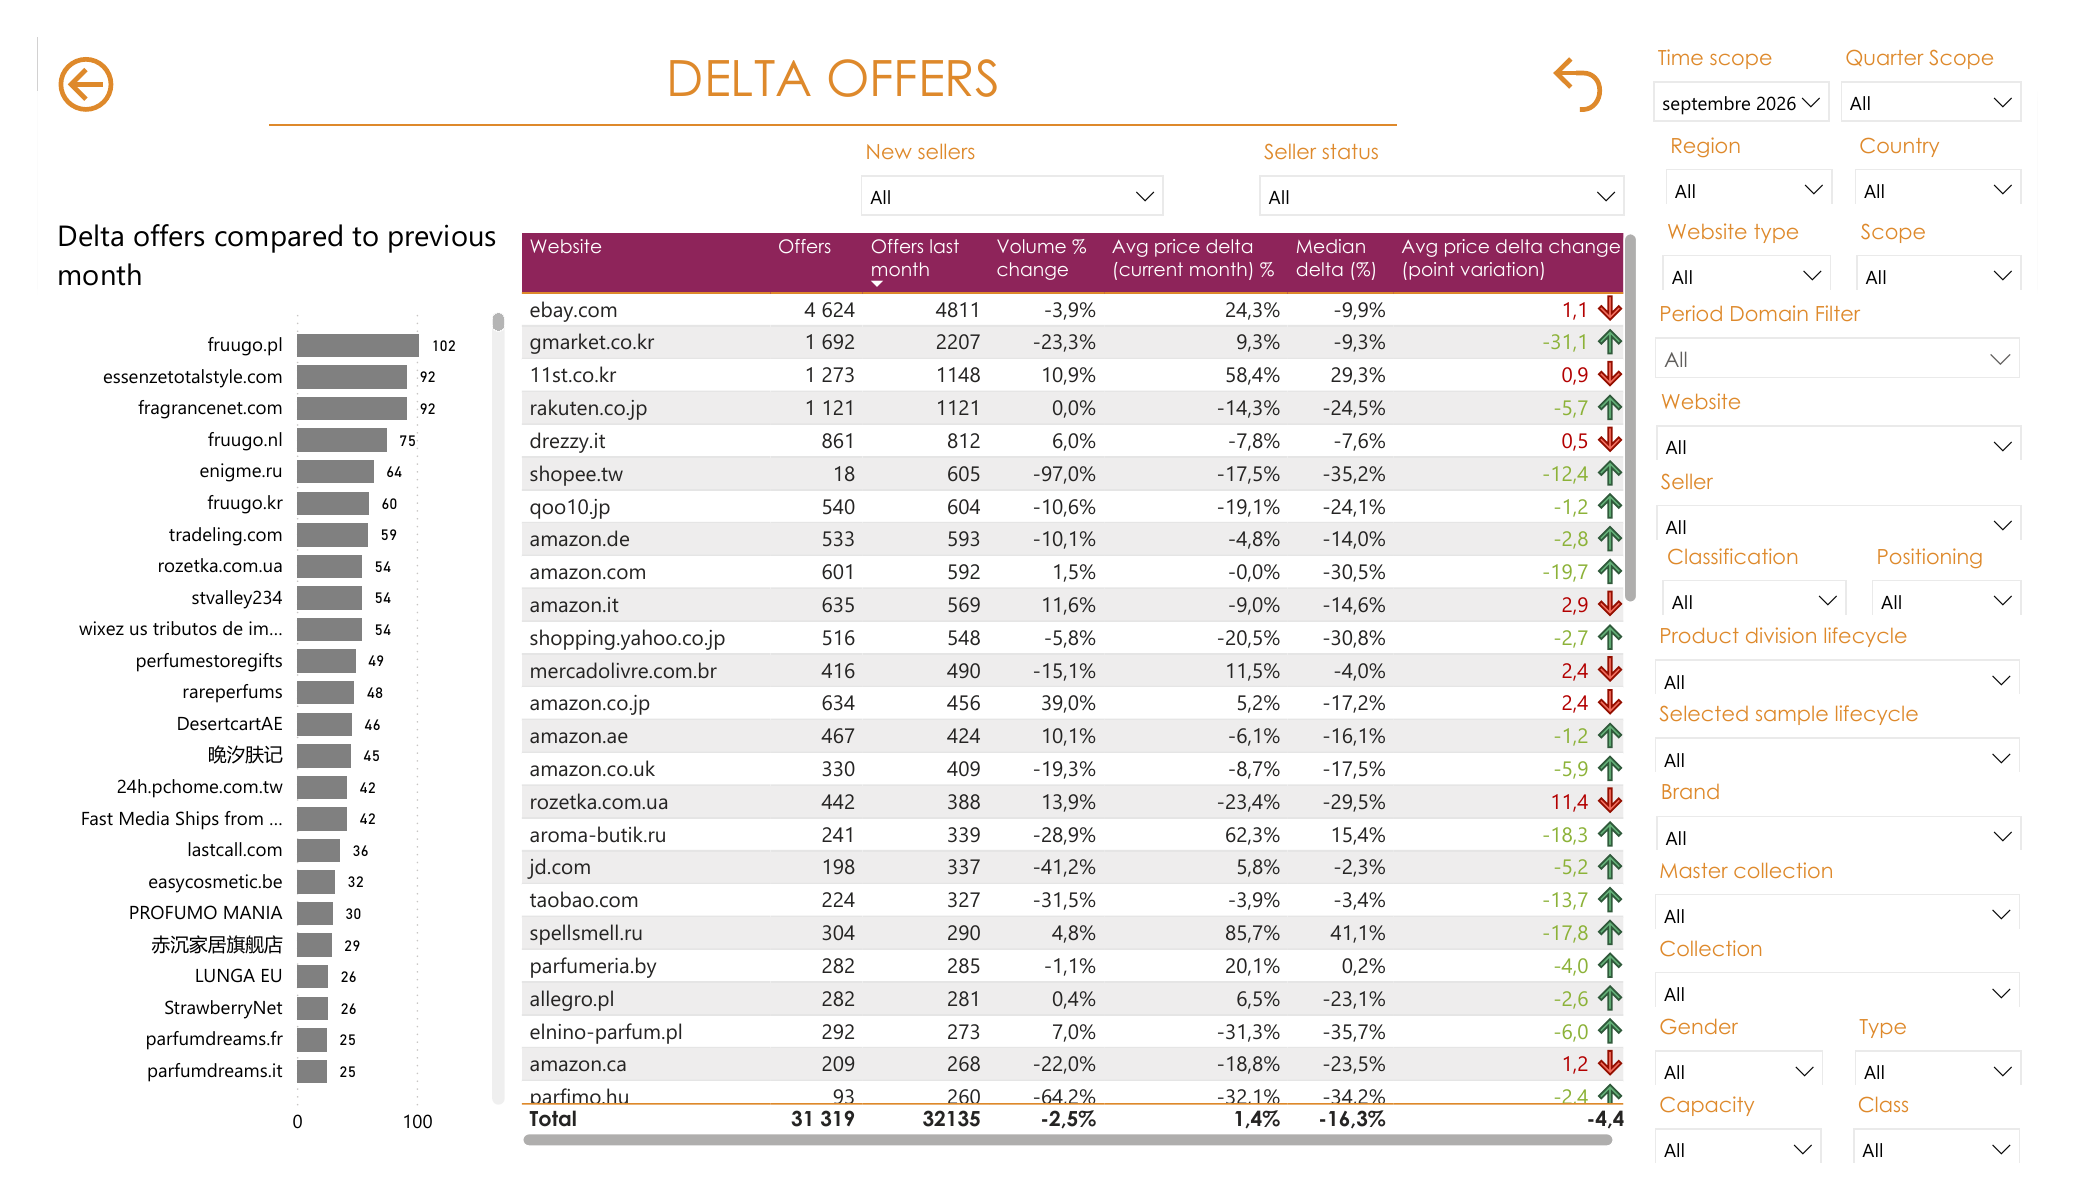 DELTA OFFERS
Time scope
Quarter Scope
septembre 2026
All
Region
Country
All
All
Website type
Scope
All
All
Period Domain Filter
All
Website
All
Seller
All
Classification
Positioning
All
All
Product division lifecycle
All
Selected sample lifecycle
All
Brand
All
Master collection
All
Collection
All
Gender
Type
All
All
Capacity
Class
All
All
New sellers
Seller status
All
All
Delta offers compared to previous
month
fruugo.pl 102
essenzetotalstyle.com 92
fragrancenet.com 92
fruugo.nl 75
enigme.ru 64
fruugo.kr 60
tradeling.com 59
rozetka.com.ua 54
stvalley234 54
wixez us tributos de im... 54
perfumestoregifts 49
rareperfums 48
DesertcartAE 46
晚汐肤记 45
24h.pchome.com.tw 42
Fast Media Ships from ... 42
lastcall.com 36
easycosmetic.be 32
PROFUMO MANIA 30
赤沉家居旗舰店 29
LUNGA EU 26
StrawberryNet 26
parfumdreams.fr 25
parfumdreams.it 25
0 100
Website Offers Offers last month Volume % change Avg price delta (current month) % Median delta (%) Avg price delta change (point variation)
ebay.com 4 624 4811 -3,9% 24,3% -9,9% 1,1
gmarket.co.kr 1 692 2207 -23,3% 9,3% -9,3% -31,1
11st.co.kr 1 273 1148 10,9% 58,4% 29,3% 0,9
rakuten.co.jp 1 121 1121 0,0% -14,3% -24,5% -5,7
drezzy.it 861 812 6,0% -7,8% -7,6% 0,5
shopee.tw 18 605 -97,0% -17,5% -35,2% -12,4
qoo10.jp 540 604 -10,6% -19,1% -24,1% -1,2
amazon.de 533 593 -10,1% -4,8% -14,0% -2,8
amazon.com 601 592 1,5% -0,0% -30,5% -19,7
amazon.it 635 569 11,6% -9,0% -14,6% 2,9
shopping.yahoo.co.jp 516 548 -5,8% -20,5% -30,8% -2,7
mercadolivre.com.br 416 490 -15,1% 11,5% -4,0% 2,4
amazon.co.jp 634 456 39,0% 5,2% -17,2% 2,4
amazon.ae 467 424 10,1% -6,1% -16,1% -1,2
amazon.co.uk 330 409 -19,3% -8,7% -17,5% -5,9
rozetka.com.ua 442 388 13,9% -23,4% -29,5% 11,4
aroma-butik.ru 241 339 -28,9% 62,3% 15,4% -18,3
jd.com 198 337 -41,2% 5,8% -2,3% -5,2
taobao.com 224 327 -31,5% -3,9% -3,4% -13,7
spellsmell.ru 304 290 4,8% 85,7% 41,1% -17,8
parfumeria.by 282 285 -1,1% 20,1% 0,2% -4,0
allegro.pl 282 281 0,4% 6,5% -23,1% -2,6
elnino-parfum.pl 292 273 7,0% -31,3% -35,7% -6,0
amazon.ca 209 268 -22,0% -18,8% -23,5% 1,2
parfimo.hu 93 260 -64,2% -32,1% -34,2% -2,4
Total 31 319 32135 -2,5% 1,4% -16,3% -4,4